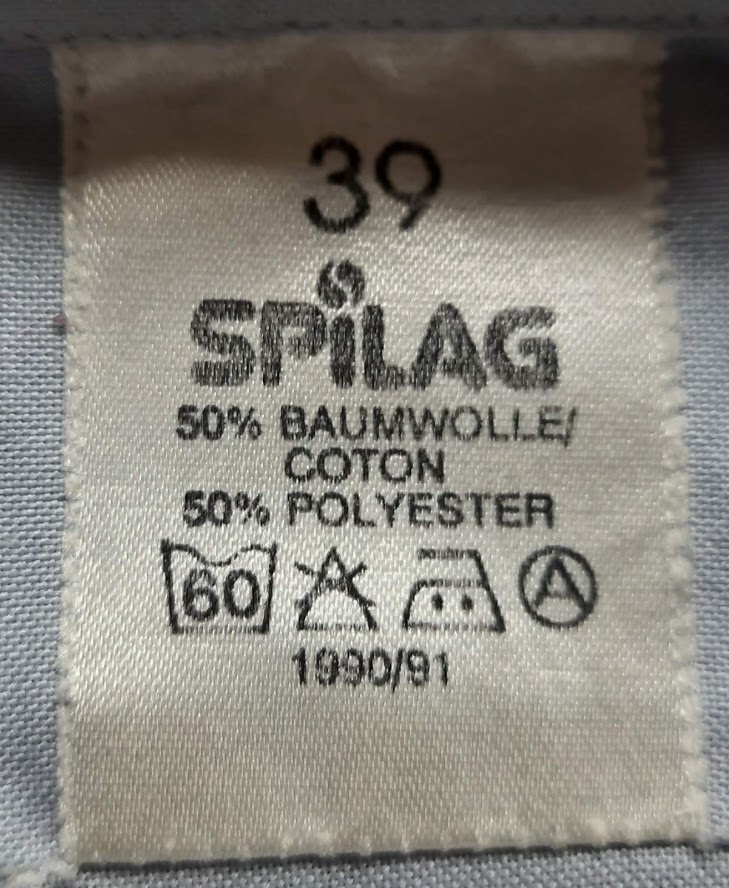 39
SPiLAG
50% BAUMWOLLE/
COTON
50% POLYESTER
60 A
1990/91